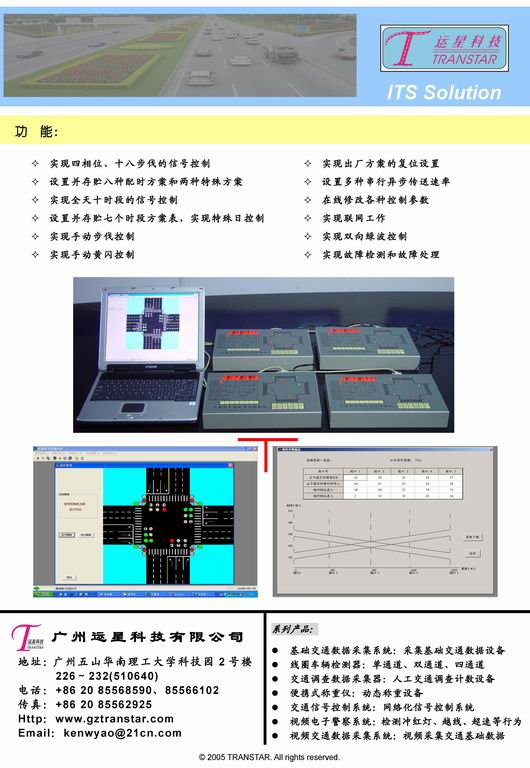 运星科技
TRANSTAR
ITS Solution
功 能:
✧ 实现四相位、十八步伐的信号控制
✧ 设置并存贮八种配时方案和两种特殊方案
✧ 实现全天十时段的信号控制
✧ 设置并存贮七个时段方案表，实现特殊日控制
✧ 实现手动步伐控制
✧ 实现手动黄闪控制
✧ 实现出厂方案的复位设置
✧ 设置多种串行异步传送速率
✧ 在线修改各种控制参数
✧ 实现联网工作
✧ 实现双向绿波控制
✧ 实现故障检测和故障处理
运星科技
TRANSTAR
广州运星科技有限公司
地址: 广州五山华南理工大学科技园2号楼
226～232(510640)
电话: +86 20 85568590、85566102
传真: +86 20 85562925
Http: www.gztranstar.com
Email: kenwyao@21cn.com
系列产品:
● 基础交通数据采集系统: 采集基础交通数据设备
● 线圈车辆检测器: 单通道、双通道、四通道
● 交通调查数据采集器: 人工交通调查计数设备
● 便携式称重仪: 动态称重设备
● 交通信号控制系统: 网络化信号控制系统
● 视频电子警察系统: 检测冲红灯、越线、超速等行为
● 视频交通数据采集系统: 视频采集交通基础数据
© 2005 TRANSTAR. All rights reserved.